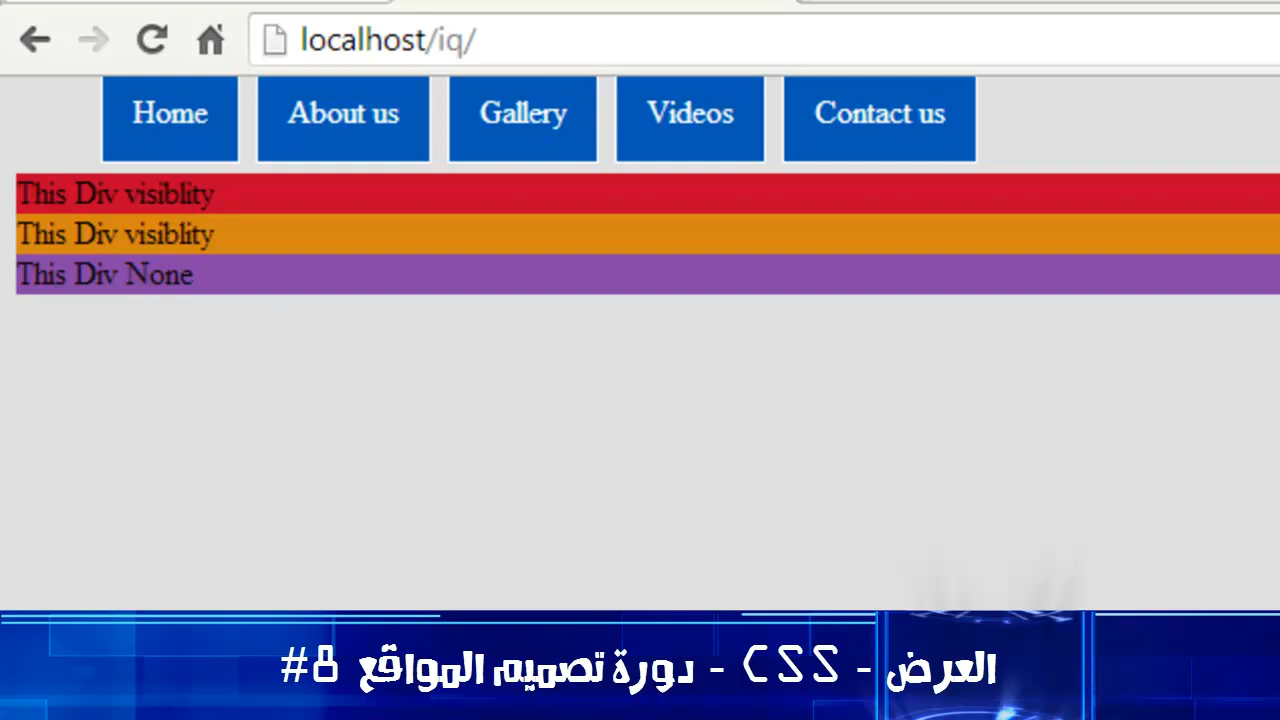 localhost/iq/
Home About us Gallery Videos Contact us
This Div visiblity
This Div visiblity
This Div None
العرض - CSS - دورة تصميم المواقع #8